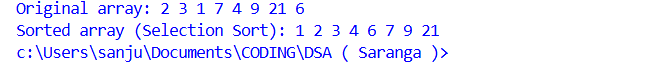 Original array: 2 3 1 7 4 9 21 6
Sorted array (Selection Sort): 1 2 3 4 6 7 9 21
c:\Users\sanju\Documents\CODING\DSA ( Saranga )>